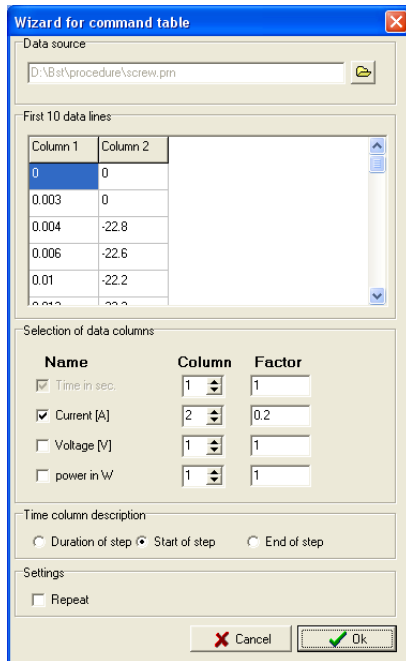 Wizard for command table
Data source
D:\Bst\procedure\screw.prn
First 10 data lines
Column 1 Column 2
0 0
0.003 0
0.004 -22.8
0.006 -22.6
0.01 -22.2
Selection of data columns
Name Column Factor
Time in sec. 1 1
Current [A] 2 0.2
Voltage [V] 1 1
power in W 1 1
Time column description
Duration of step Start of step End of step
Settings
Repeat
Cancel Ok